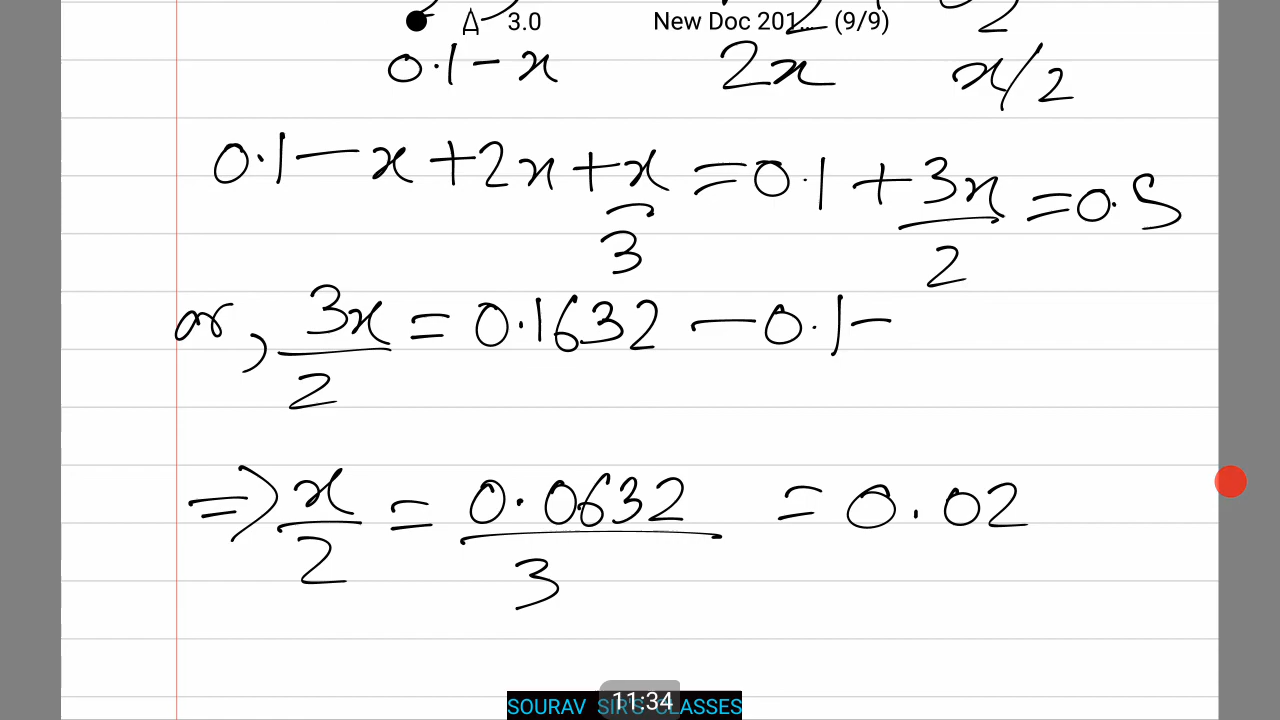 3.0 New Doc 201... (9/9)
0.1 - x 2x x/2
0.1 - x + 2x + x/3 = 0.1 + 3x/2 = 0.5
or, 3x/2 = 0.1632 - 0.1 -
⇒ x/2 = 0.0632/3 = 0.02
11:34
SOURAV SIR'S CLASSES